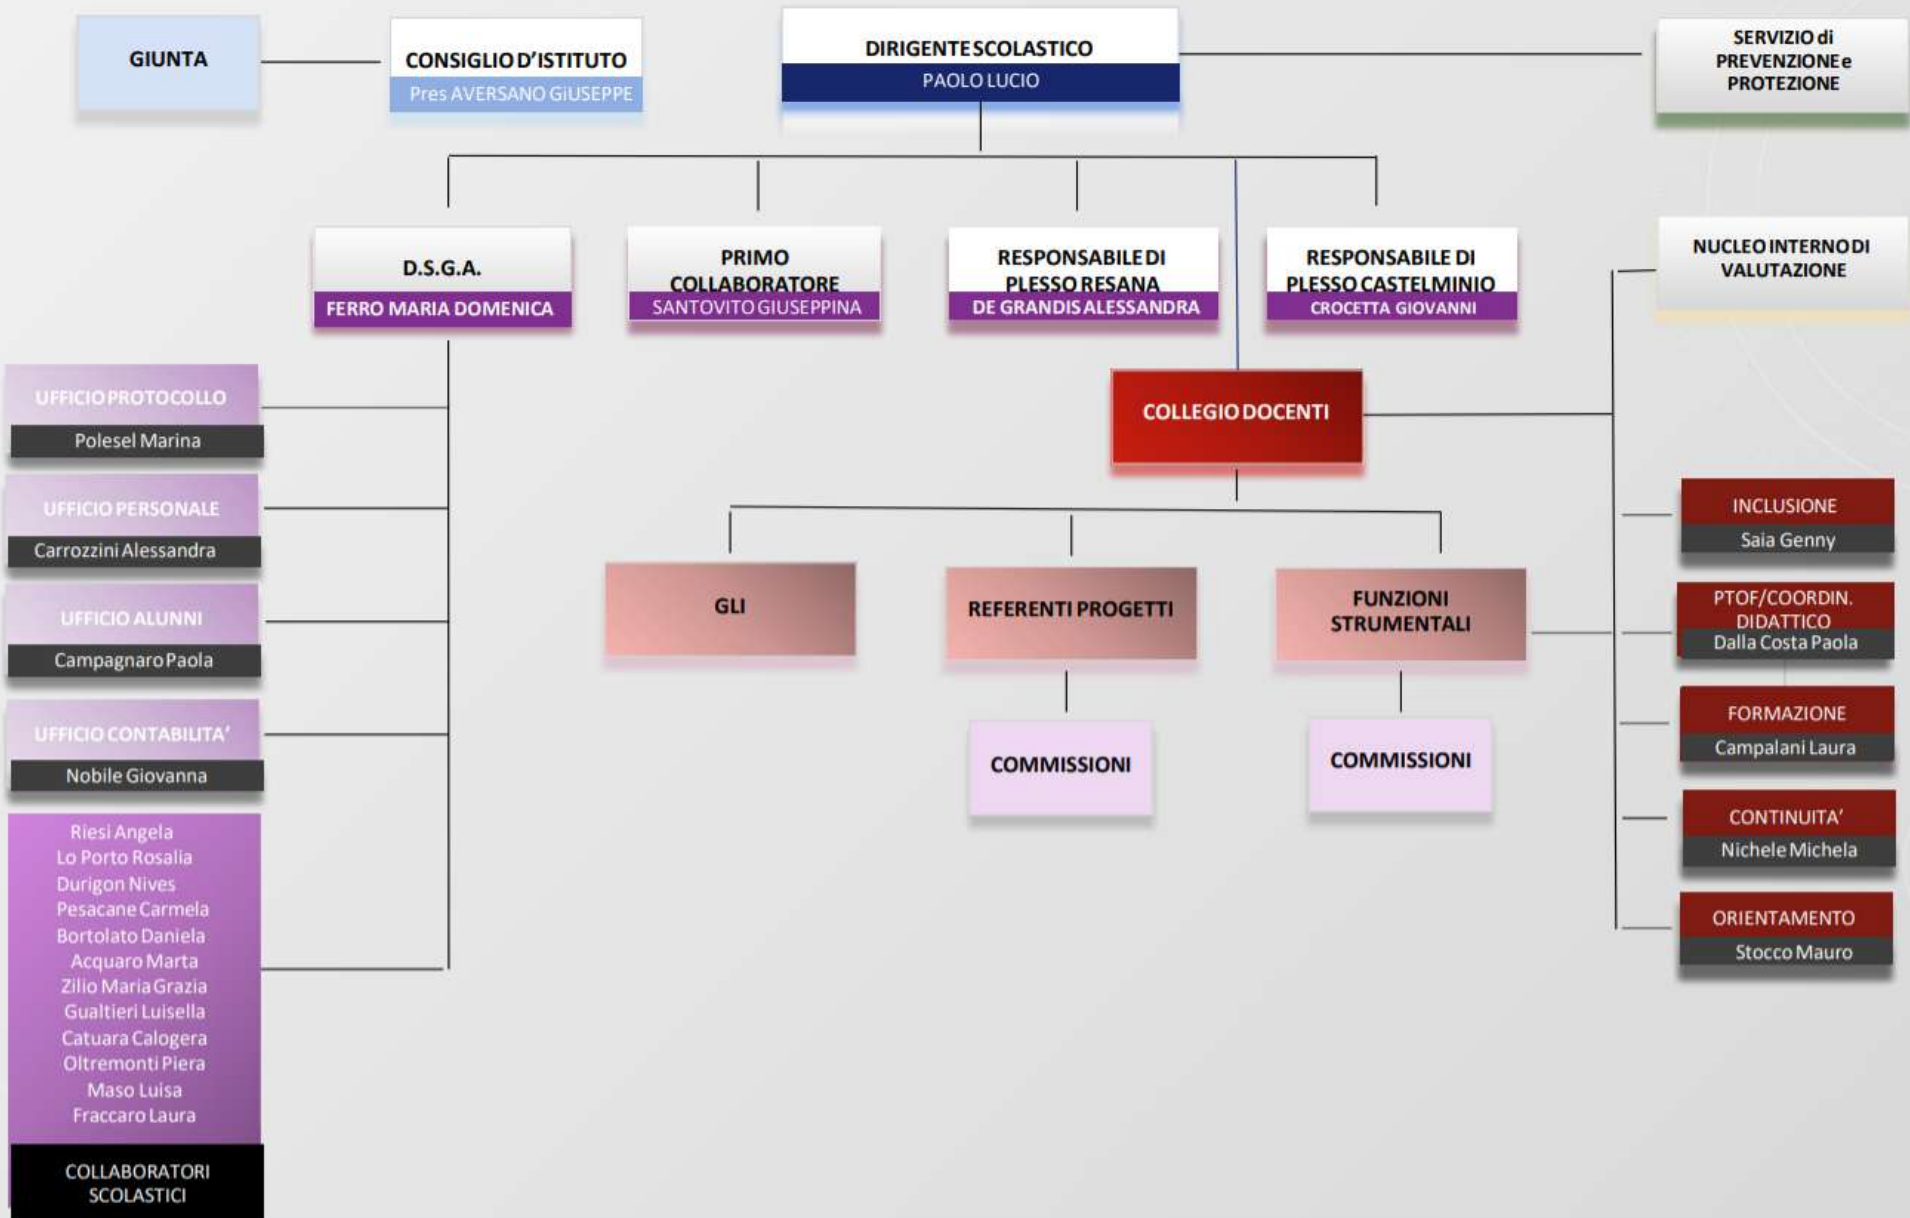 GIUNTA
CONSIGLIO D'ISTITUTO
Pres AVERSANO GiUSEPPE
DIRIGENTE SCOLASTICO
PAOLO LUCIO
SERVIZIO di
PREVENZIONE e
PROTEZIONE
D.S.G.A.
FERRO MARIA DOMENICA
PRIMO
COLLABORATORE
SANTOVITO GIUSEPPINA
RESPONSABILE DI
PLESSO RESANA
DE GRANDIS ALESSANDRA
RESPONSABILE DI
PLESSO CASTELMINIO
CROCETTA GIOVANNI
NUCLEO INTERNO DI
VALUTAZIONE
UFFICIO PROTOCOLLO
Polesel Marina
UFFICIO PERSONALE
Carrozzini Alessandra
UFFICIO ALUNNI
Campagnaro Paola
UFFICIO CONTABILITA'
Nobile Giovanna
Riesi Angela
Lo Porto Rosalia
Durigon Nives
Pesacane Carmela
Bortolato Daniela
Acquaro Marta
Zilio Maria Grazia
Gualtieri Luisella
Catuara Calogera
Oltremonti Piera
Maso Luisa
Fraccaro Laura
COLLABORATORI
SCOLASTICI
COLLEGIO DOCENTI
GLI
REFERENTI PROGETTI
FUNZIONI
STRUMENTALI
COMMISSIONI
COMMISSIONI
INCLUSIONE
Saia Genny
PTOF/COORDIN.
DIDATTICO
Dalla Costa Paola
FORMAZIONE
Campalani Laura
CONTINUITA'
Nichele Michela
ORIENTAMENTO
Stocco Mauro